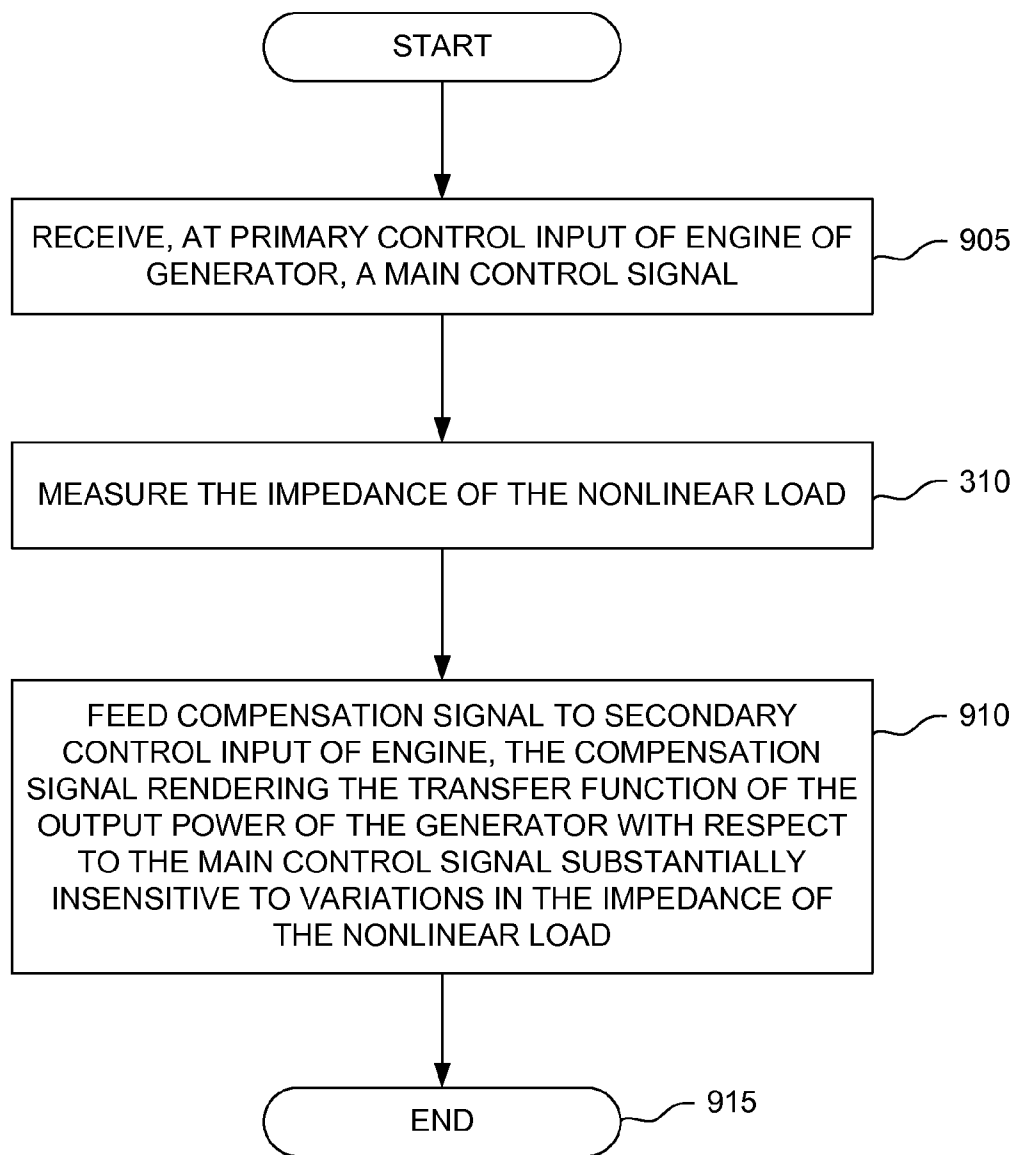 START
RECEIVE, AT PRIMARY CONTROL INPUT OF ENGINE OF
GENERATOR, A MAIN CONTROL SIGNAL
905
MEASURE THE IMPEDANCE OF THE NONLINEAR LOAD
310
FEED COMPENSATION SIGNAL TO SECONDARY
CONTROL INPUT OF ENGINE, THE COMPENSATION
SIGNAL RENDERING THE TRANSFER FUNCTION OF THE
OUTPUT POWER OF THE GENERATOR WITH RESPECT
TO THE MAIN CONTROL SIGNAL SUBSTANTIALLY
INSENSITIVE TO VARIATIONS IN THE IMPEDANCE OF
THE NONLINEAR LOAD
910
END
915